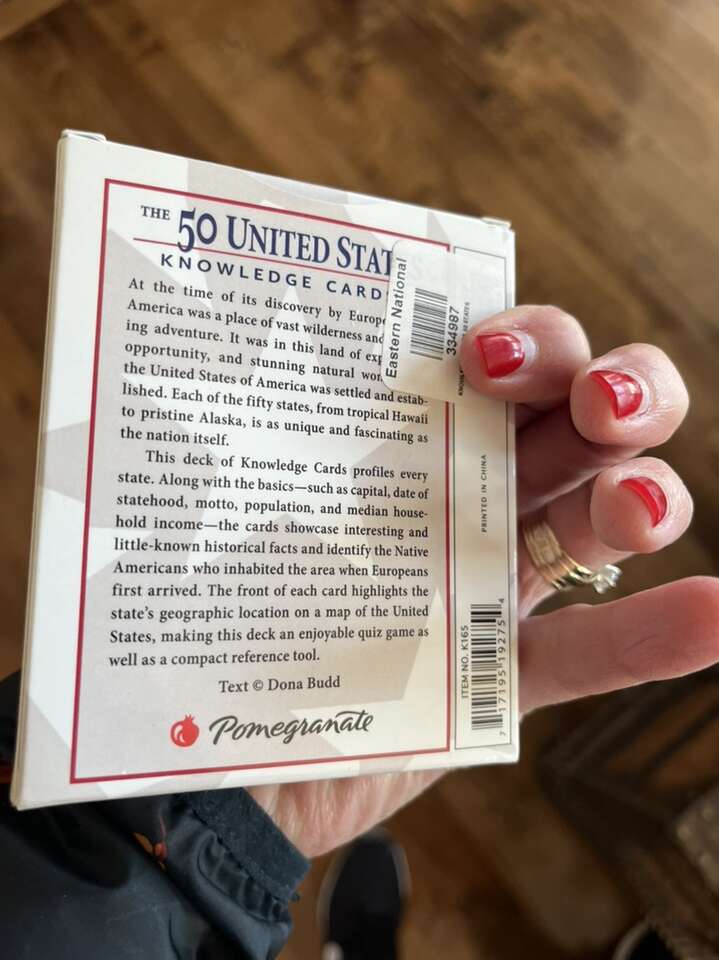 THE 50 UNITED STAT
KNOWLEDGE CARD
At the time of its discovery by Europe
America was a place of vast wilderness and
ing adventure. It was in this land of exp
opportunity, and stunning natural won
the United States of America was settled and estab-
lished. Each of the fifty states, from tropical Hawaii
to pristine Alaska, is as unique and fascinating as
the nation itself.
This deck of Knowledge Cards profiles every
state. Along with the basics—such as capital, date of
statehood, motto, population, and median house-
hold income—the cards showcase interesting and
little-known historical facts and identify the Native
Americans who inhabited the area when Europeans
first arrived. The front of each card highlights the
state's geographic location on a map of the United
States, making this deck an enjoyable quiz game as
well as a compact reference tool.
Text © Dona Budd
Pomegranate
Eastern National
334987
PRINTED IN CHINA
ITEM NO. K165
7 17195 19275 4